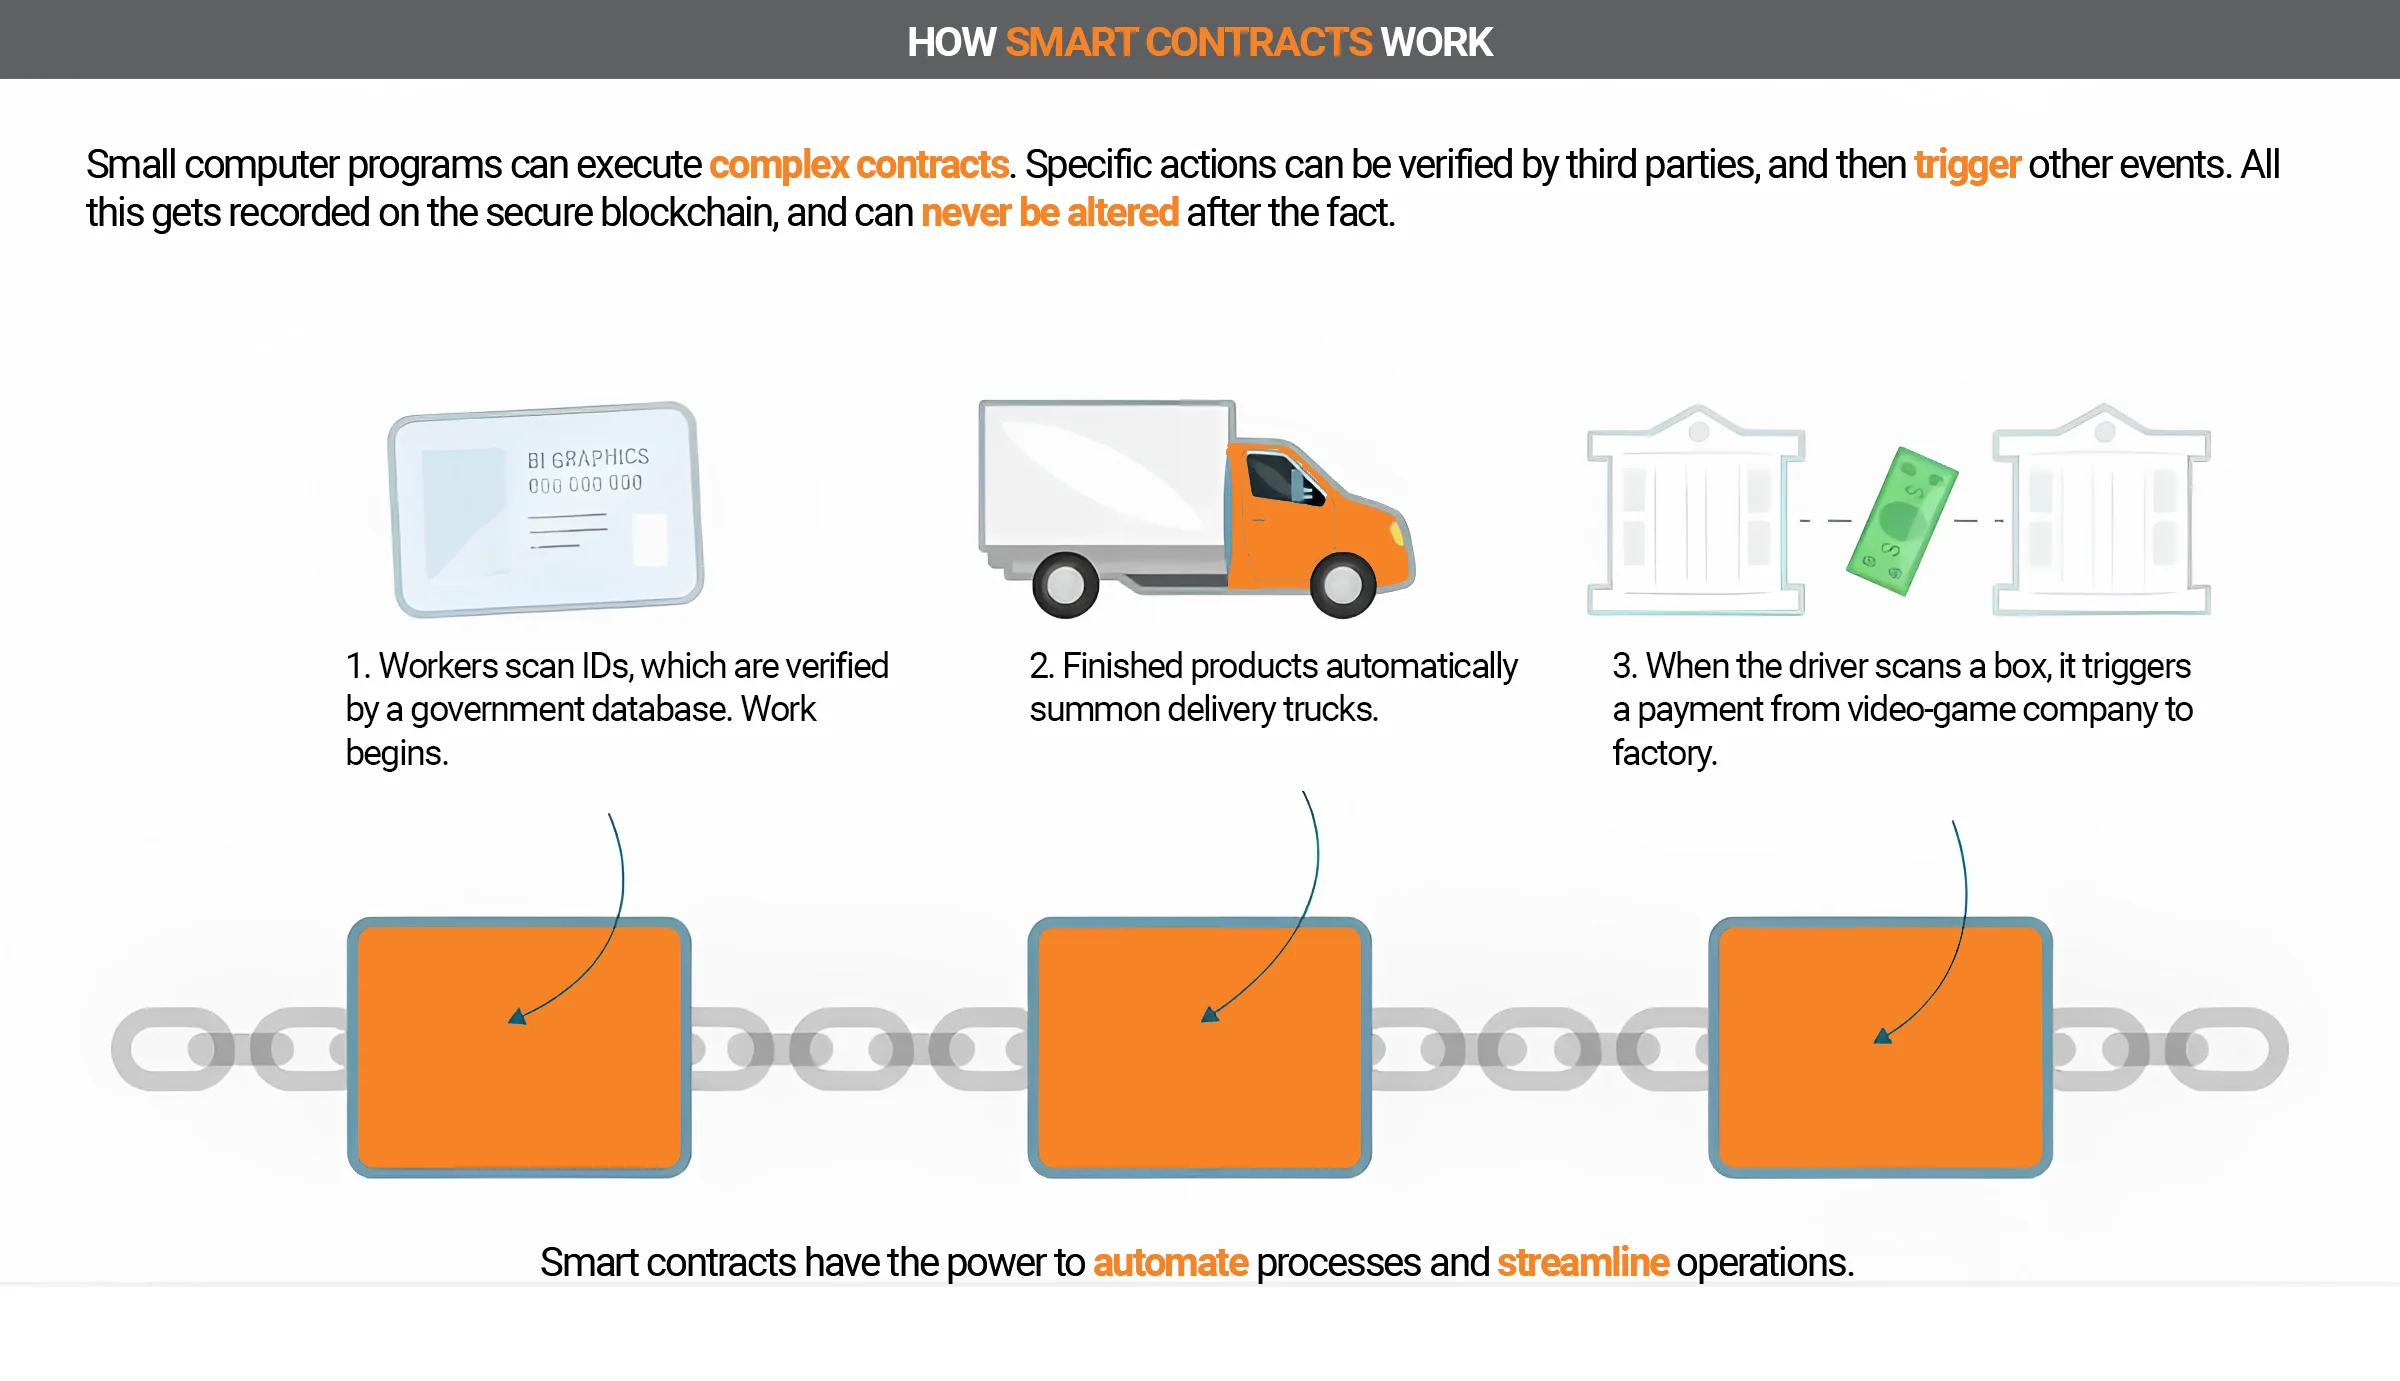 HOW SMART CONTRACTS WORK
Small computer programs can execute complex contracts. Specific actions can be verified by third parties, and then trigger other events. All
this gets recorded on the secure blockchain, and can never be altered after the fact.
BI GRAPHICS
000 000 000
1. Workers scan IDs, which are verified
by a government database. Work
begins.
2. Finished products automatically
summon delivery trucks.
3. When the driver scans a box, it triggers
a payment from video-game company to
factory.
Smart contracts have the power to automate processes and streamline operations.